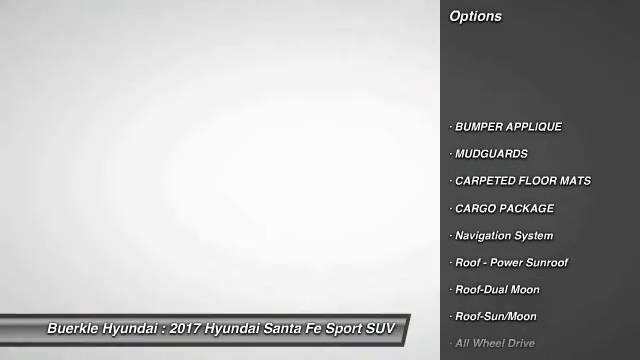 Options
· BUMPER APPLIQUE
· MUDGUARDS
· CARPETED FLOOR MATS
· CARGO PACKAGE
· Navigation System
· Roof - Power Sunroof
· Roof-Dual Moon
· Roof-Sun/Moon
· All Wheel Drive
Buerkle Hyundai : 2017 Hyundai Santa Fe Sport SUV